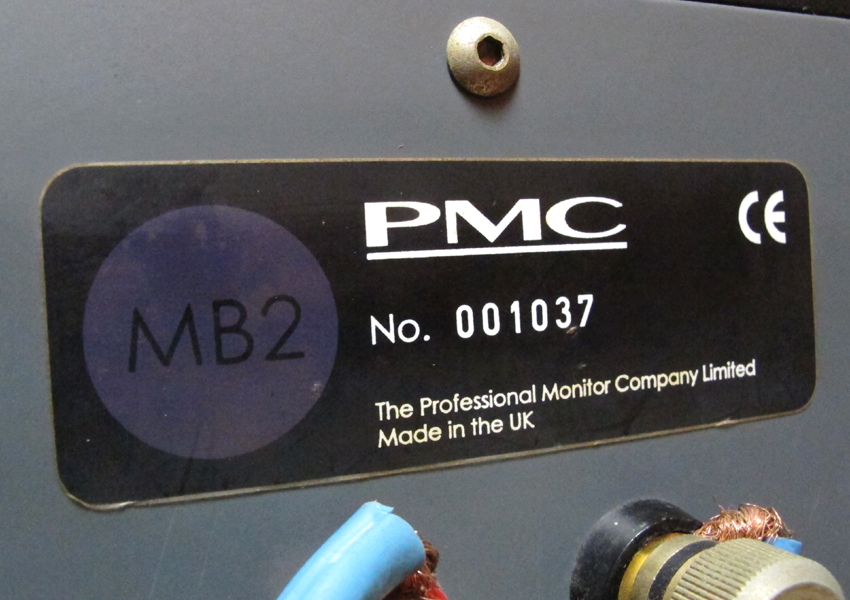 MB2
PMC
CE
No. 001037
The Professional Monitor Company Limited
Made in the UK